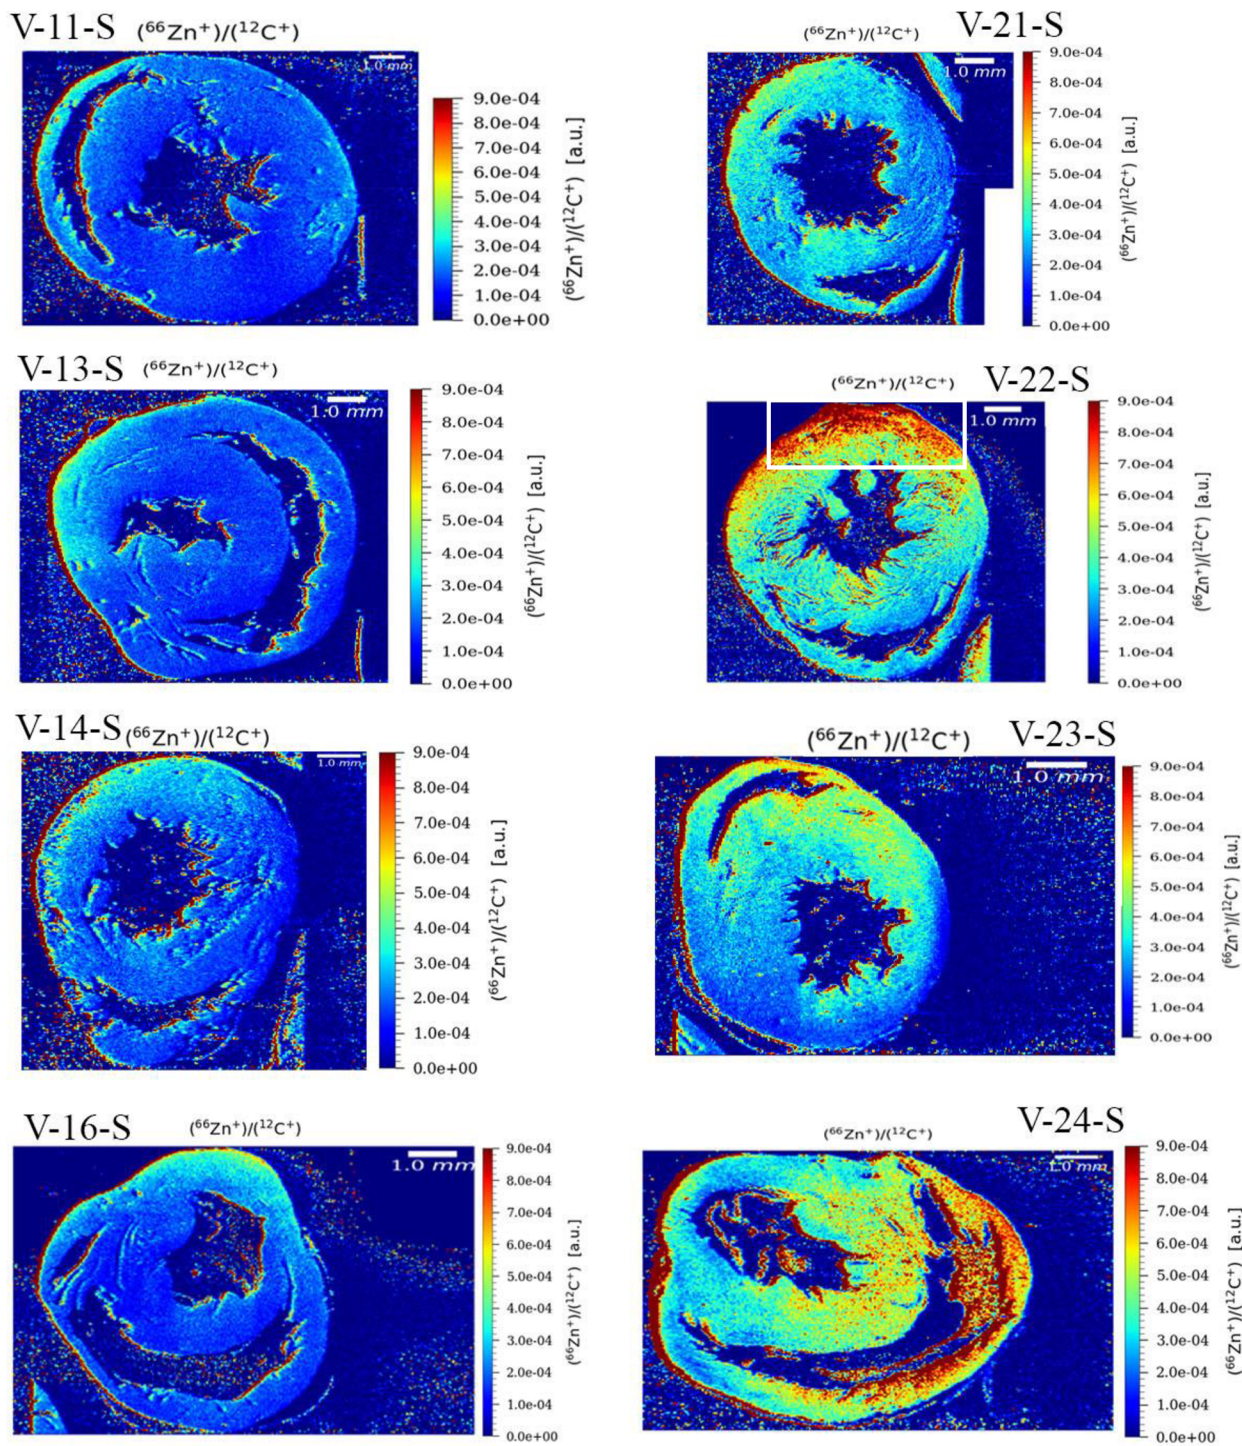 V-11-S (⁶⁶Zn⁺)/(¹²C⁺)
1.0 mm
9.0e-04
8.0e-04
7.0e-04
6.0e-04
5.0e-04
4.0e-04
3.0e-04
2.0e-04
1.0e-04
0.0e+00
(⁶⁶Zn⁺)/(¹²C⁺) [a.u.]
(⁶⁶Zn⁺)/(¹²C⁺) V-21-S
1.0 mm
9.0e-04
8.0e-04
7.0e-04
6.0e-04
5.0e-04
4.0e-04
3.0e-04
2.0e-04
1.0e-04
0.0e+00
(⁶⁶Zn⁺)/(¹²C⁺) [a.u.]
V-13-S (⁶⁶Zn⁺)/(¹²C⁺)
1.0 mm
9.0e-04
8.0e-04
7.0e-04
6.0e-04
5.0e-04
4.0e-04
3.0e-04
2.0e-04
1.0e-04
0.0e+00
(⁶⁶Zn⁺)/(¹²C⁺) [a.u.]
(⁶⁶Zn⁺)/(¹²C⁺) V-22-S
1.0 mm
9.0e-04
8.0e-04
7.0e-04
6.0e-04
5.0e-04
4.0e-04
3.0e-04
2.0e-04
1.0e-04
0.0e+00
(⁶⁶Zn⁺)/(¹²C⁺) [a.u.]
V-14-S (⁶⁶Zn⁺)/(¹²C⁺)
1.0 mm
9.0e-04
8.0e-04
7.0e-04
6.0e-04
5.0e-04
4.0e-04
3.0e-04
2.0e-04
1.0e-04
0.0e+00
(⁶⁶Zn⁺)/(¹²C⁺) [a.u.]
(⁶⁶Zn⁺)/(¹²C⁺) V-23-S
1.0 mm
9.0e-04
8.0e-04
7.0e-04
6.0e-04
5.0e-04
4.0e-04
3.0e-04
2.0e-04
1.0e-04
0.0e+00
(⁶⁶Zn⁺)/(¹²C⁺) [a.u.]
V-16-S (⁶⁶Zn⁺)/(¹²C⁺)
1.0 mm
9.0e-04
8.0e-04
7.0e-04
6.0e-04
5.0e-04
4.0e-04
3.0e-04
2.0e-04
1.0e-04
0.0e+00
(⁶⁶Zn⁺)/(¹²C⁺) [a.u.]
(⁶⁶Zn⁺)/(¹²C⁺) V-24-S
1.0 mm
9.0e-04
8.0e-04
7.0e-04
6.0e-04
5.0e-04
4.0e-04
3.0e-04
2.0e-04
1.0e-04
0.0e+00
(⁶⁶Zn⁺)/(¹²C⁺) [a.u.]